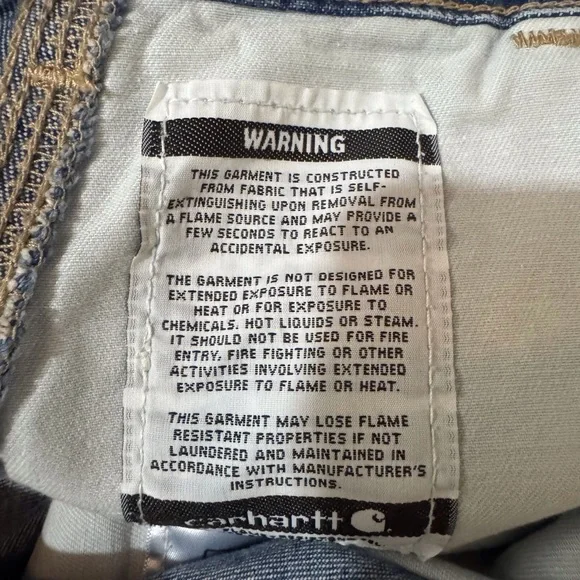 WARNING
THIS GARMENT IS CONSTRUCTED
FROM FABRIC THAT IS SELF-
EXTINGUISHING UPON REMOVAL FROM
A FLAME SOURCE AND MAY PROVIDE A
FEW SECONDS TO REACT TO AN
ACCIDENTAL EXPOSURE.
THE GARMENT IS NOT DESIGNED FOR
EXTENDED EXPOSURE TO FLAME OR
HEAT OR FOR EXPOSURE TO
CHEMICALS, HOT LIQUIDS OR STEAM.
IT SHOULD NOT BE USED FOR FIRE
ENTRY, FIRE FIGHTING OR OTHER
ACTIVITIES INVOLVING EXTENDED
EXPOSURE TO FLAME OR HEAT.
THIS GARMENT MAY LOSE FLAME
RESISTANT PROPERTIES IF NOT
LAUNDERED AND MAINTAINED IN
ACCORDANCE WITH MANUFACTURER'S
INSTRUCTIONS.
carhartt